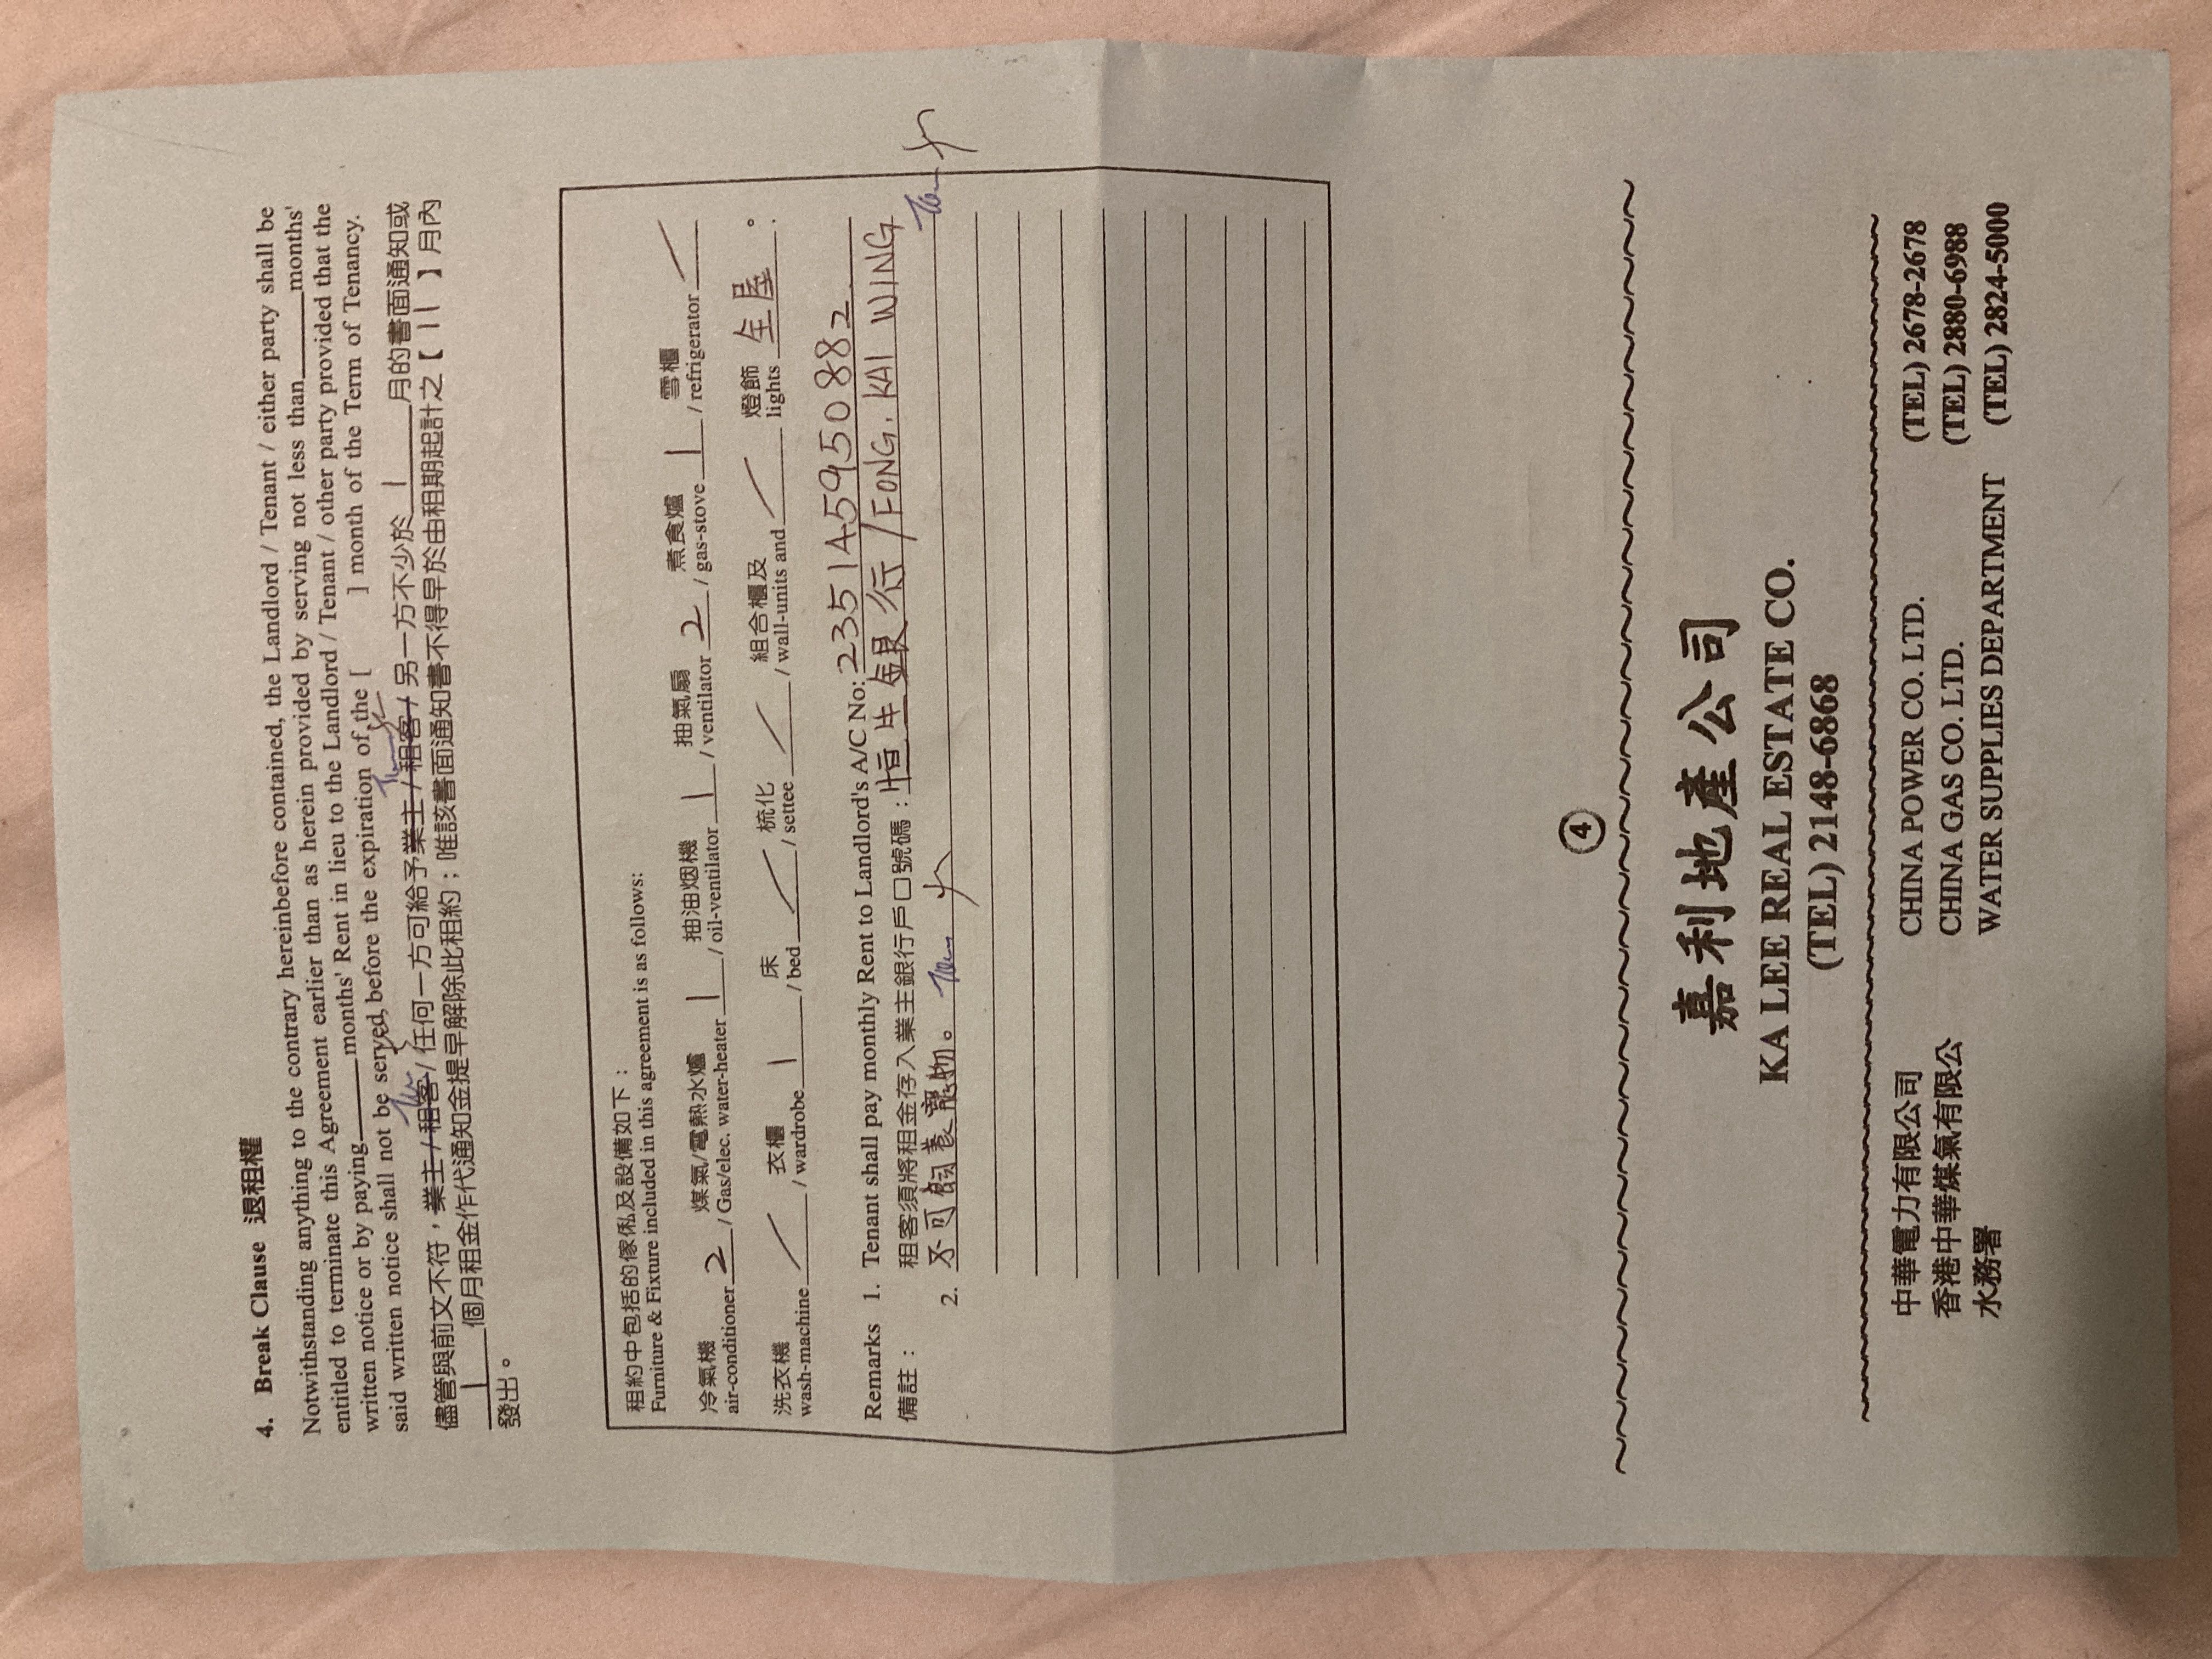 4. Break Clause 退租權
Notwithstanding anything to the contrary hereinbefore contained, the Landlord / Tenant / either party shall be
entitled to terminate this Agreement earlier than as herein provided by serving not less than____months'
written notice or by paying____months' Rent in lieu to the Landlord / Tenant / other party provided that the
said written notice shall not be served, before the expiration of the [ ] month of the Term of Tenancy.
儘管與前文不符，業主/租客/任何一方可給予業主/租客/另一方不少於 1 月的書面通知或
1 個月租金作代通知金提早解除此租約；唯該書面通知書不得早於由租期起計之【 11 】月內
發出。
租約中包括的傢俬及設備如下：
Furniture & Fixture included in this agreement is as follows:
冷氣機 煤氣/電熱水爐 抽油烟機 抽氣扇 煮食爐 雪櫃
air-conditioner 2 / Gas/elec. water-heater 1 / oil-ventilator 1 / ventilator 2 / gas-stove 1 / refrigerator /
洗衣機 衣櫃 床 梳化 組合櫃及 燈飾 全屋。
wash-machine / / wardrobe 1 / bed / / settee / / wall-units and / lights
Remarks 1. Tenant shall pay monthly Rent to Landlord's A/C No: 235 1459 50882
備註： 租客須將租金存入業主銀行戶口號碼：恒生銀行 / FONG, KAI WING
2. 不可飼養寵物。
4
嘉利地產公司
KA LEE REAL ESTATE CO.
(TEL) 2148-6868
中華電力有限公司 CHINA POWER CO. LTD. (TEL) 2678-2678
香港中華煤氣有限公 CHINA GAS CO. LTD. (TEL) 2880-6988
水務署 WATER SUPPLIES DEPARTMENT (TEL) 2824-5000